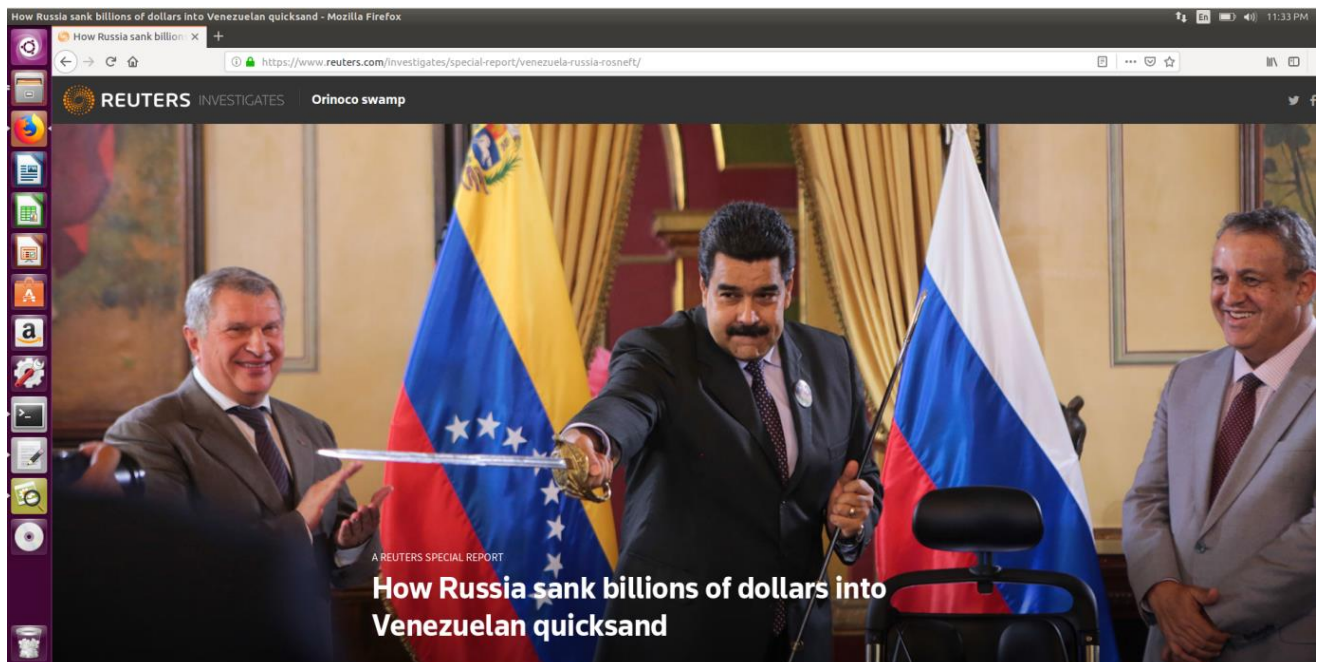 How Russia sank billions of dollars into Venezuelan quicksand - Mozilla Firefox
En
11:33 PM
How Russia sank billion
https://www.reuters.com/investigates/special-report/venezuela-russia-rosneft/
REUTERS INVESTIGATES
Orinoco swamp
A REUTERS SPECIAL REPORT
How Russia sank billions of dollars into
Venezuelan quicksand